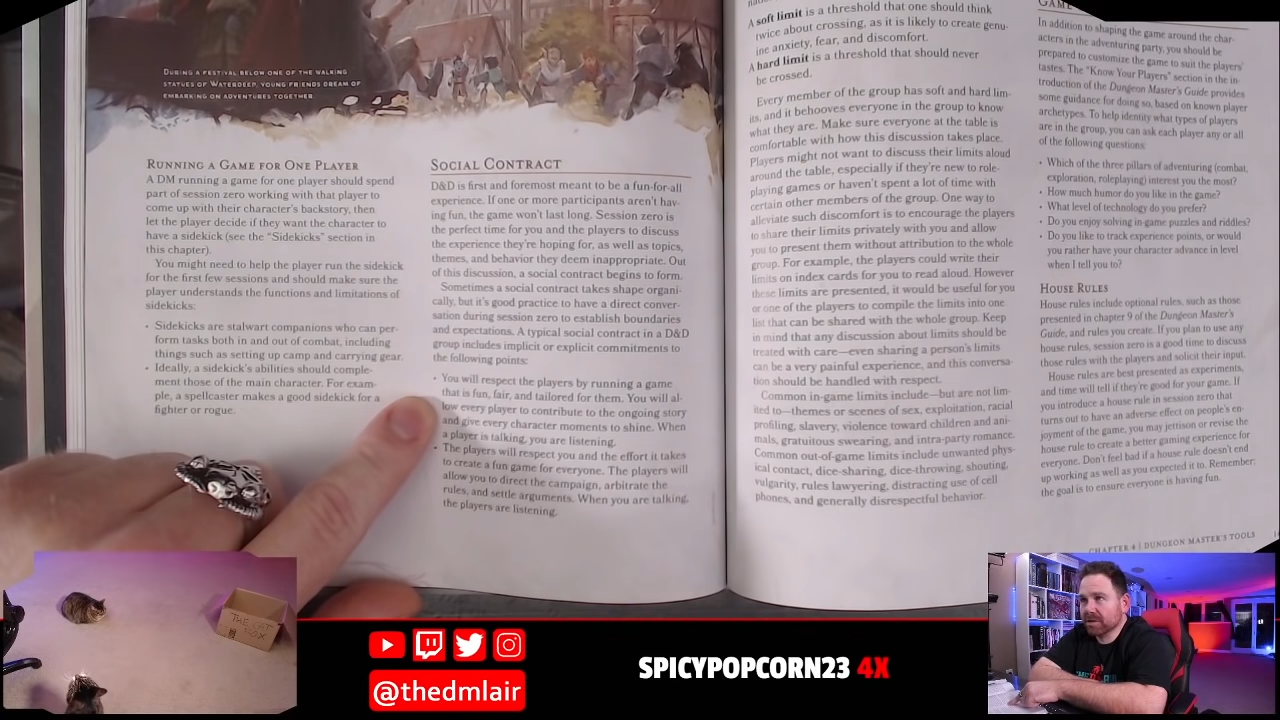 DURING A FESTIVAL BELOW ONE OF THE WALKING
STATUES OF WATERDEEP, YOUNG FRIENDS DREAM OF
EMBARKING ON ADVENTURES TOGETHER.
RUNNING A GAME FOR ONE PLAYER
A DM running a game for one player should spend
part of session zero working with that player to
come up with their character's backstory, then
let the player decide if they want the character to
have a sidekick (see the "Sidekicks" section in
this chapter).
You might need to help the player run the sidekick
for the first few sessions and should make sure the
player understands the functions and limitations of
sidekicks:
• Sidekicks are stalwart companions who can per-
form tasks both in and out of combat, including
things such as setting up camp and carrying gear.
• Ideally, a sidekick's abilities should comple-
ment those of the main character. For exam-
ple, a spellcaster makes a good sidekick for a
fighter or rogue.
SOCIAL CONTRACT
D&D is first and foremost meant to be a fun-for-all
experience. If one or more participants aren't hav-
ing fun, the game won't last long. Session zero is
the perfect time for you and the players to discuss
the experience they're hoping for, as well as topics,
themes, and behavior they deem inappropriate. Out
of this discussion, a social contract begins to form.
Sometimes a social contract takes shape organi-
cally, but it's good practice to have a direct conver-
sation during session zero to establish boundaries
and expectations. A typical social contract in a D&D
group includes implicit or explicit commitments to
the following points:
• You will respect the players by running a game
that is fun, fair, and tailored for them. You will al-
low every player to contribute to the ongoing story
and give every character moments to shine. When
a player is talking, you are listening.
• The players will respect you and the effort it takes
to create a fun game for everyone. The players will
allow you to direct the campaign, arbitrate the
rules, and settle arguments. When you are talking,
the players are listening.
A soft limit is a threshold that one should think
twice about crossing, as it is likely to create genu-
ine anxiety, fear, and discomfort.
A hard limit is a threshold that should never
be crossed.
Every member of the group has soft and hard lim-
its, and it behooves everyone in the group to know
what they are. Make sure everyone at the table is
comfortable with how this discussion takes place.
Players might not want to discuss their limits aloud
around the table, especially if they're new to role-
playing games or haven't spent a lot of time with
certain other members of the group. One way to
alleviate such discomfort is to encourage the players
to share their limits privately with you and allow
you to present them without attribution to the whole
group. For example, the players could write their
limits on index cards for you to read aloud. However
these limits are presented, it would be useful for you
or one of the players to compile the limits into one
list that can be shared with the whole group. Keep
in mind that any discussion about limits should be
treated with care—even sharing a person's limits
can be a very painful experience, and this conversa-
tion should be handled with respect.
Common in-game limits include—but are not lim-
ited to—themes or scenes of sex, exploitation, racial
profiling, slavery, violence toward children and ani-
mals, gratuitous swearing, and intra-party romance.
Common out-of-game limits include unwanted phys-
ical contact, dice-sharing, dice-throwing, shouting,
vulgarity, rules lawyering, distracting use of cell
phones, and generally disrespectful behavior.
GAME
In addition to shaping the game around the char-
acters in the adventuring party, you should be
prepared to customize the game to suit the players'
tastes. The "Know Your Players" section in the in-
troduction of the Dungeon Master's Guide provides
some guidance for doing so, based on known player
archetypes. To help identify what types of players
are in the group, you can ask each player any or all
of the following questions:
• Which of the three pillars of adventuring (combat,
exploration, roleplaying) interest you the most?
• How much humor do you like in the game?
• What level of technology do you prefer?
• Do you enjoy solving in-game puzzles and riddles?
• Do you like to track experience points, or would
you rather have your character advance in level
when I tell you to?
HOUSE RULES
House rules include optional rules, such as those
presented in chapter 9 of the Dungeon Master's
Guide, and rules you create. If you plan to use any
house rules, session zero is a good time to discuss
those rules with the players and solicit their input.
House rules are best presented as experiments,
and time will tell if they're good for your game. If
you introduce a house rule in session zero that
turns out to have an adverse effect on people's en-
joyment of the game, you may jettison or revise the
house rule to create a better gaming experience for
everyone. Don't feel bad if a house rule doesn't end
up working as well as you expected it to. Remember:
the goal is to ensure everyone is having fun.
CHAPTER 4 | DUNGEON MASTER'S TOOLS
THE CAT
BOX
@thedmlair
SPICYPOPCORN23 4X